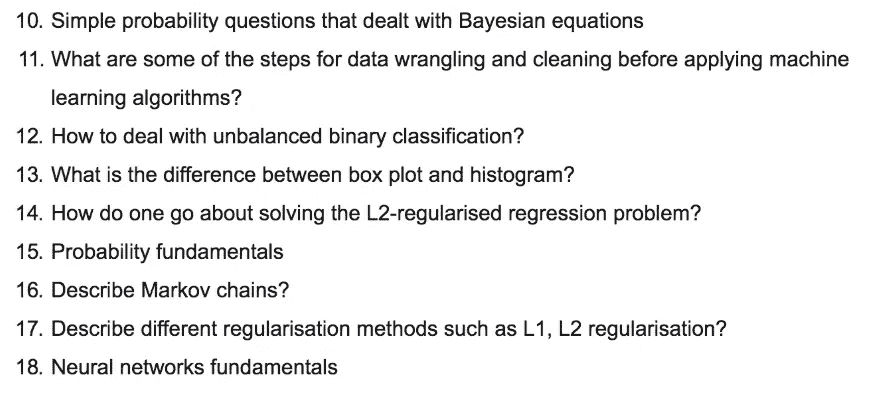 10. Simple probability questions that dealt with Bayesian equations
11. What are some of the steps for data wrangling and cleaning before applying machine
learning algorithms?
12. How to deal with unbalanced binary classification?
13. What is the difference between box plot and histogram?
14. How do one go about solving the L2-regularised regression problem?
15. Probability fundamentals
16. Describe Markov chains?
17. Describe different regularisation methods such as L1, L2 regularisation?
18. Neural networks fundamentals